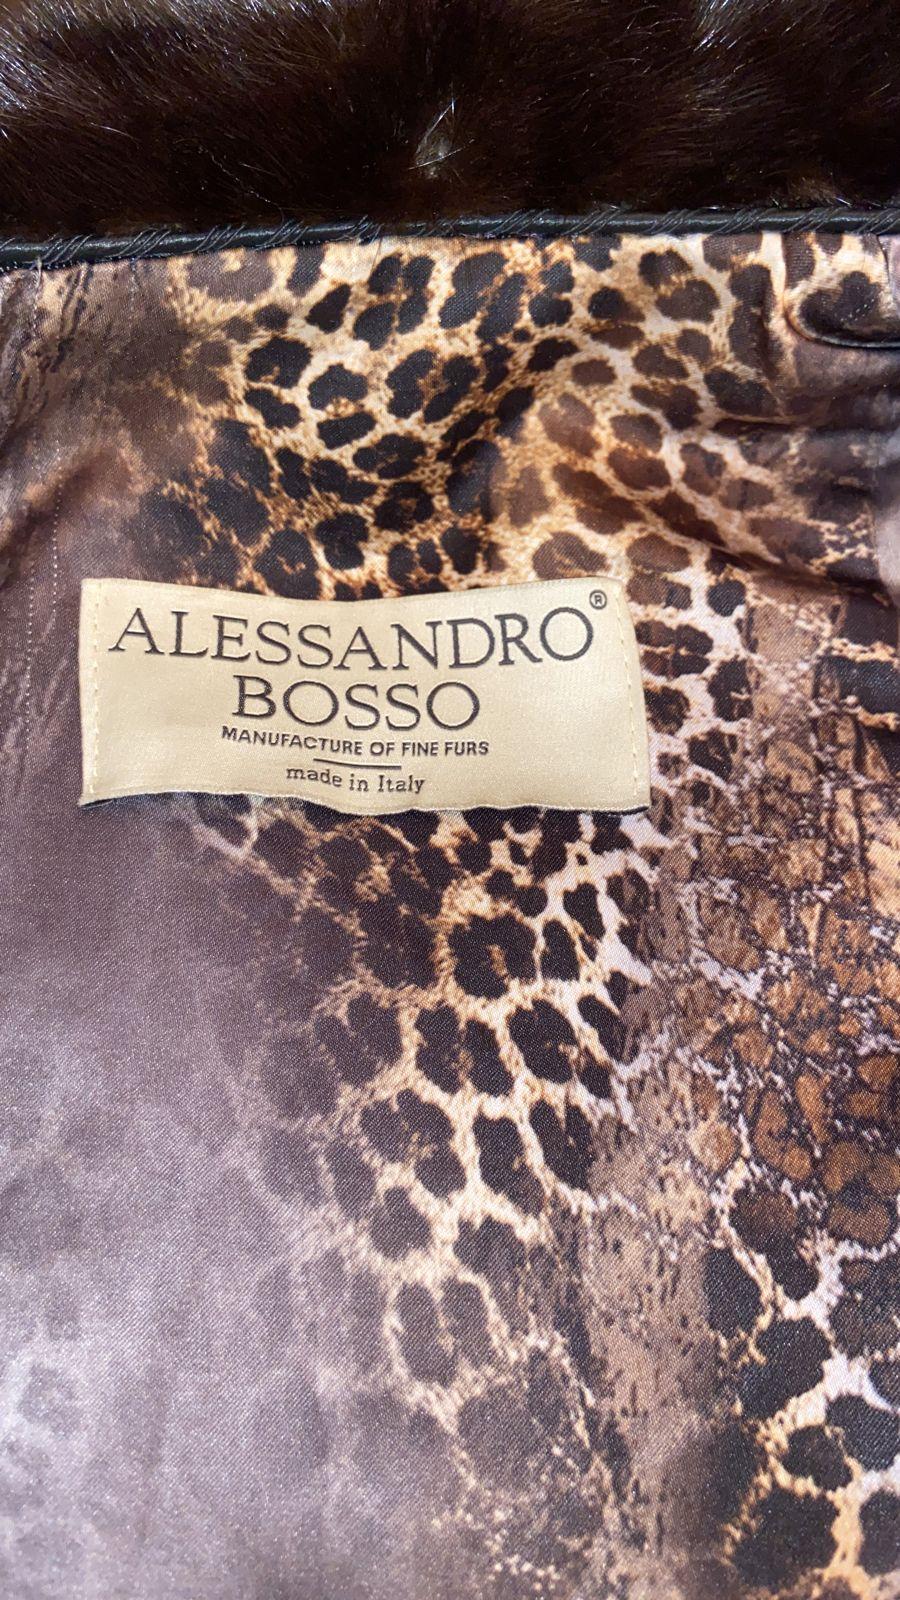 ALESSANDRO®
BOSSO
MANUFACTURE OF FINE FURS
made in Italy